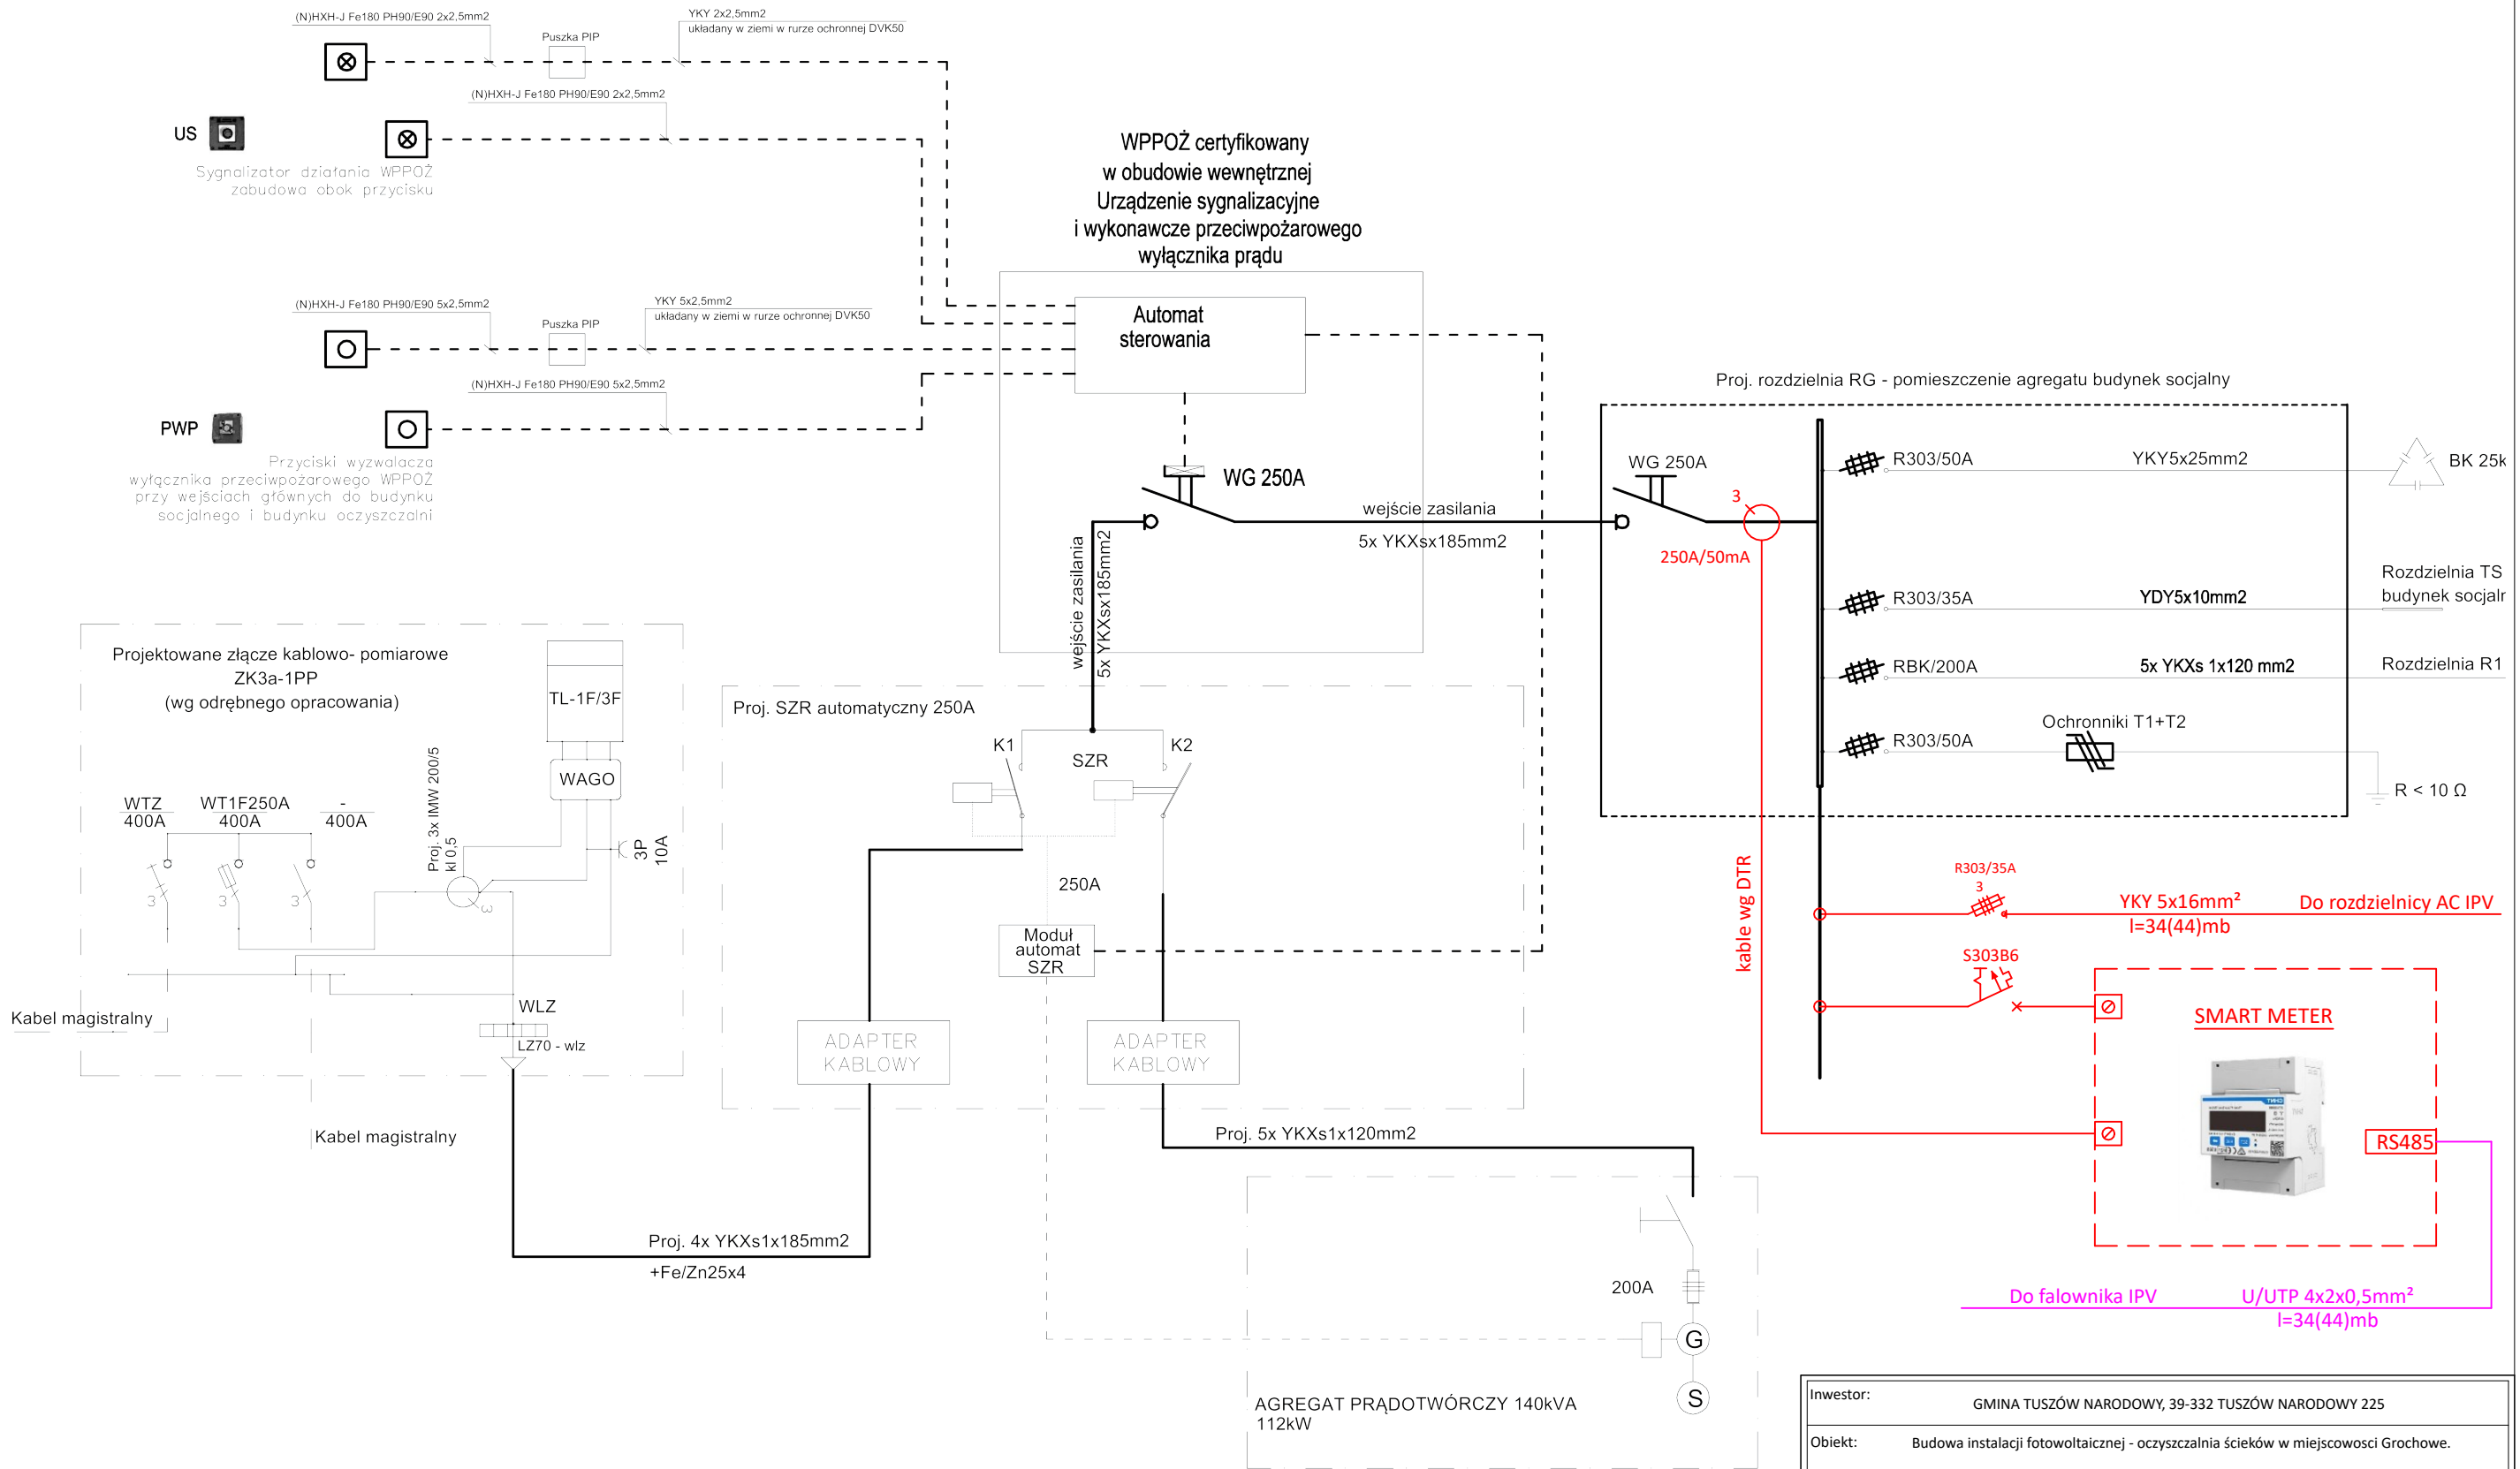 (N)HXH-J Fe180 PH90/E90 2x2,5mm2
Puszka PIP
YKY 2x2,5mm2
układany w ziemi w rurze ochronnej DVK50
(N)HXH-J Fe180 PH90/E90 2x2,5mm2
US
Sygnalizator działania WPPOŻ
zabudowa obok przycisku
WPPOŻ certyfikowany
w obudowie wewnętrznej
Urządzenie sygnalizacyjne
i wykonawcze przeciwpożarowego
wyłącznika prądu
(N)HXH-J Fe180 PH90/E90 5x2,5mm2
Puszka PIP
YKY 5x2,5mm2
układany w ziemi w rurze ochronnej DVK50
(N)HXH-J Fe180 PH90/E90 5x2,5mm2
PWP
Przyciski wyzwalacza
wyłącznika przeciwpożarowego WPPOŻ
przy wejściach głównych do budynku
socjalnego i budynku oczyszczalni
Automat
sterowania
WG 250A
wejście zasilania
5x YKXsx185mm2
wejście zasilania
5x YKXsx185mm2
Proj. rozdzielnia RG - pomieszczenie agregatu budynek socjalny
WG 250A
3
250A/50mA
R303/50A
YKY5x25mm2
BK 25k
R303/35A
YDY5x10mm2
Rozdzielnia TS
budynek socjalr
RBK/200A
5x YKXs 1x120 mm2
Rozdzielnia R1
R303/50A
Ochronniki T1+T2
R < 10 Ω
Projektowane złącze kablowo- pomiarowe
ZK3a-1PP
(wg odrębnego opracowania)
TL-1F/3F
WAGO
WTZ
400A
WT1F250A
400A
-
400A
Proj. 3x IMW 200/5
kl 0,5
3P
10A
3
3
3
3
WLZ
LZ70 - wlz
Kabel magistralny
Kabel magistralny
Proj. SZR automatyczny 250A
K1
SZR
K2
250A
Moduł
automat
SZR
ADAPTER
KABLOWY
ADAPTER
KABLOWY
Proj. 4x YKXs1x185mm2
+Fe/Zn25x4
Proj. 5x YKXs1x120mm2
200A
G
S
AGREGAT PRĄDOTWÓRCZY 140kVA
112kW
kable wg DTR
R303/35A
3
YKY 5x16mm²
l=34(44)mb
Do rozdzielnicy AC IPV
S303B6
SMART METER
CHNT
RS485
Do falownika IPV
U/UTP 4x2x0,5mm²
l=34(44)mb
Inwestor:
GMINA TUSZÓW NARODOWY, 39-332 TUSZÓW NARODOWY 225
Obiekt:
Budowa instalacji fotowoltaicznej - oczyszczalnia ścieków w miejscowosci Grochowe.